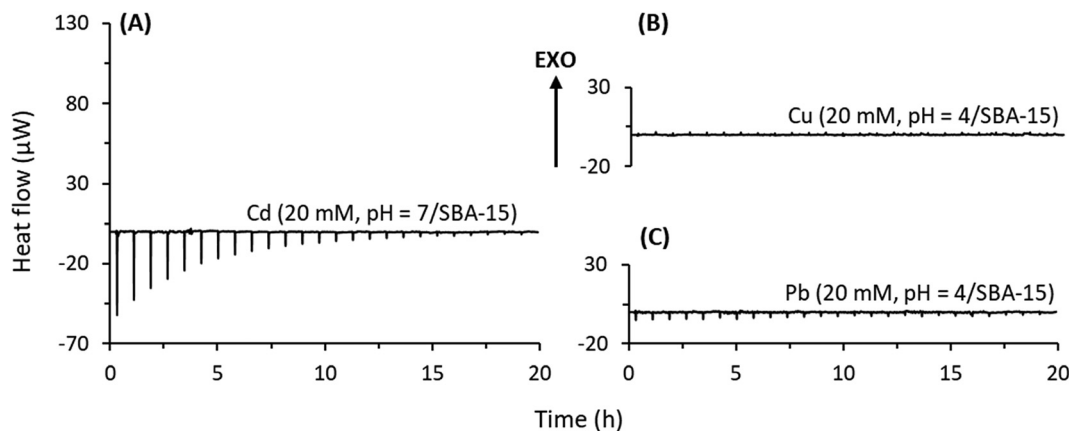 (A)
130
80
30
-20
-70
Heat flow (µW)
Cd (20 mM, pH = 7/SBA-15)
0 5 10 15 20
EXO
(B)
30
-20
Cu (20 mM, pH = 4/SBA-15)
(C)
30
-20
Pb (20 mM, pH = 4/SBA-15)
0 5 10 15 20
Time (h)